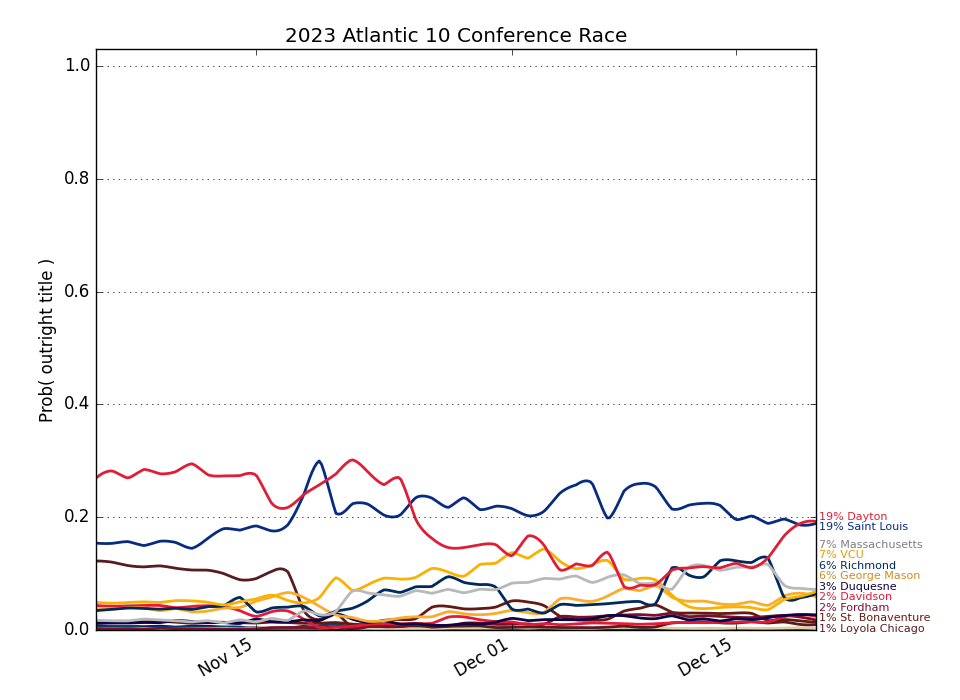 2023 Atlantic 10 Conference Race
Prob( outright title )
1.0
0.8
0.6
0.4
0.2
0.0
Nov 15
Dec 01
Dec 15
19% Dayton
19% Saint Louis
7% Massachusetts
7% VCU
6% Richmond
6% George Mason
3% Duquesne
2% Davidson
2% Fordham
1% St. Bonaventure
1% Loyola Chicago